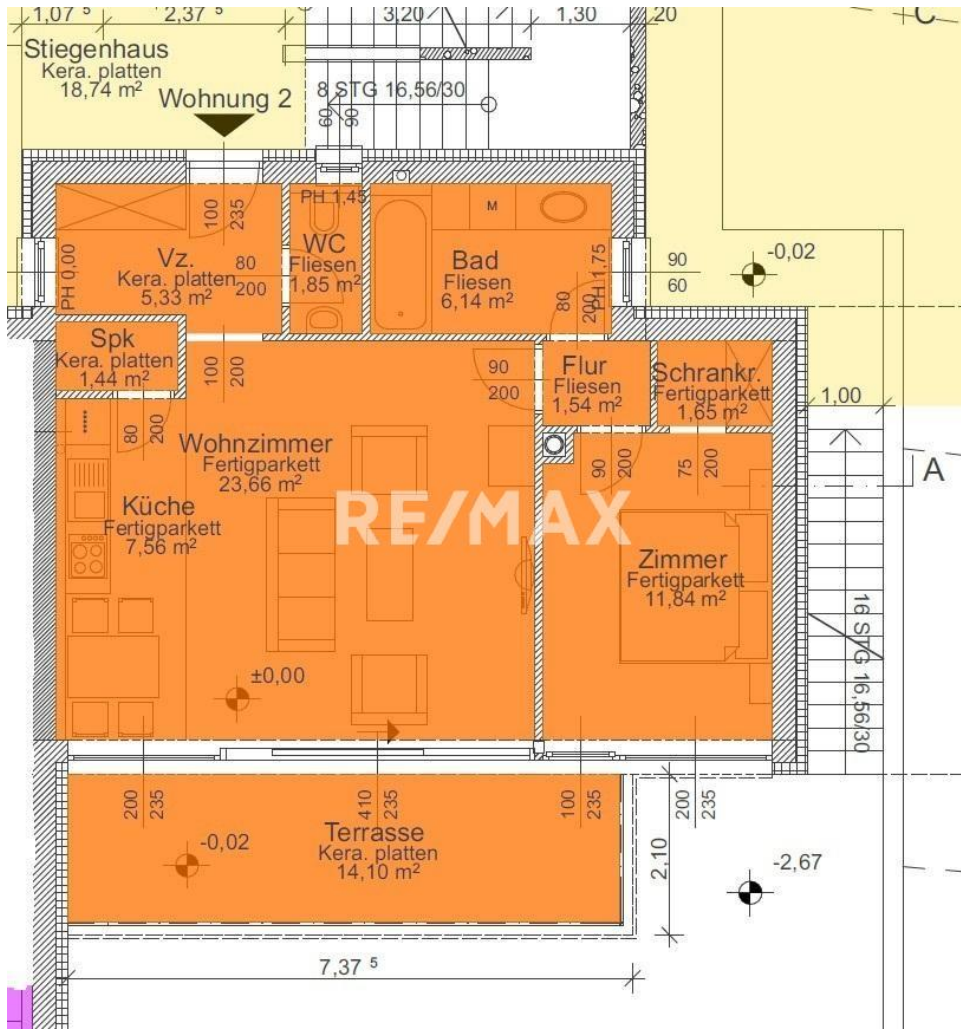 1,07 5
2,37 5
3,20
1,30
20
C
Stiegenhaus
Kera. platten
18,74 m²
Wohnung 2
8 STG 16,56/30
60
90
PH 1,45
100
235
PH 0,00
Vz.
Kera. platten
5,33 m²
80
200
WC
Fliesen
1,85 m²
M
Bad
Fliesen
6,14 m²
80
200
PH 1,75
90
60
-0,02
Spk
Kera. platten
1,44 m²
100
200
90
200
Flur
Fliesen
1,54 m²
Schrankr.
Fertigparkett
1,65 m²
1,00
80
200
Wohnzimmer
Fertigparkett
23,66 m²
90
200
75
200
A
Küche
Fertigparkett
7,56 m²
RE/MAX
Zimmer
Fertigparkett
11,84 m²
16 STG 16,56/30
±0,00
200
235
410
235
100
235
200
235
Terrasse
Kera. platten
14,10 m²
-0,02
2,10
-2,67
7,37 5